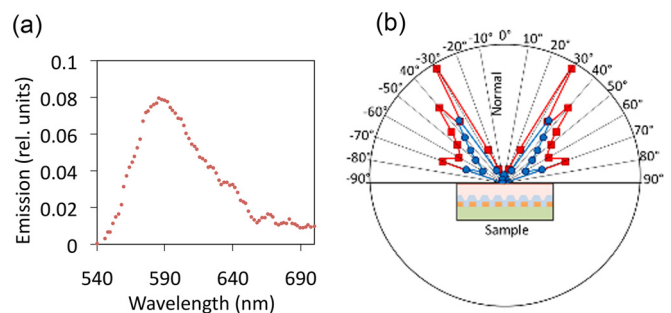 (a)
0.1
0.08
0.06
0.04
0.02
0
Emission (rel. units)
540 590 640 690
Wavelength (nm)
(b)
-90° -80° -70° -60° -50° 40° -30° -20° -10° 0° 10° 20° 30° 40° 50° 60° 70° 80° 90°
Normal
Sample